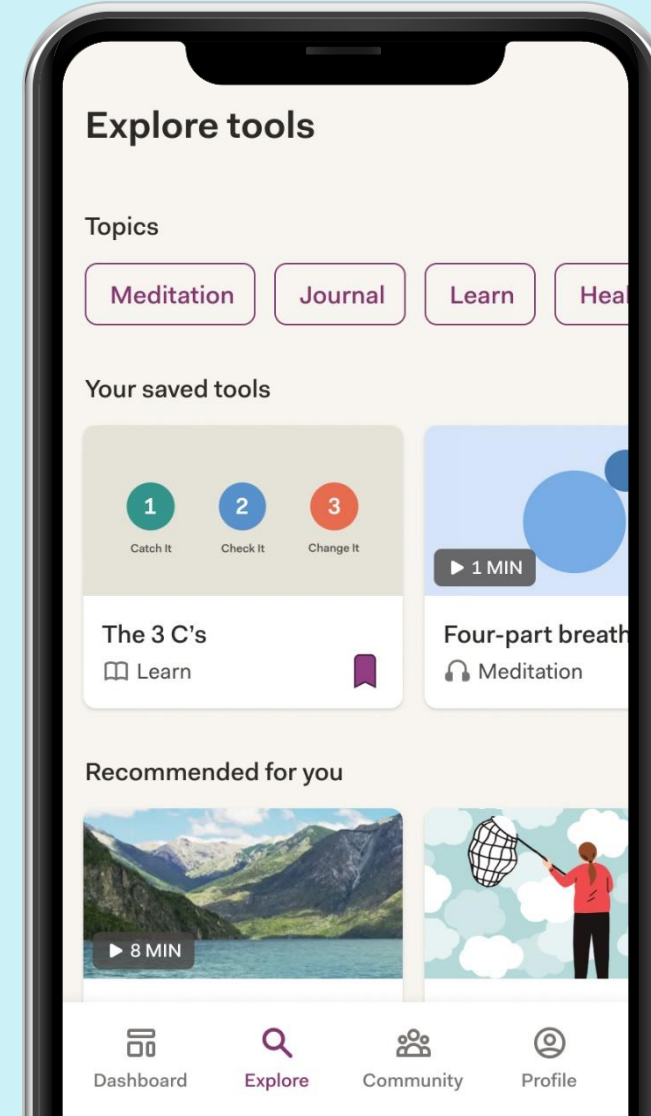 Explore tools
Topics
Meditation Journal Learn Heal
Your saved tools
1 2 3
Catch It Check It Change It
▶ 1 MIN
The 3 C's Four-part breath
Learn Meditation
Recommended for you
▶ 8 MIN
Dashboard Explore Community Profile